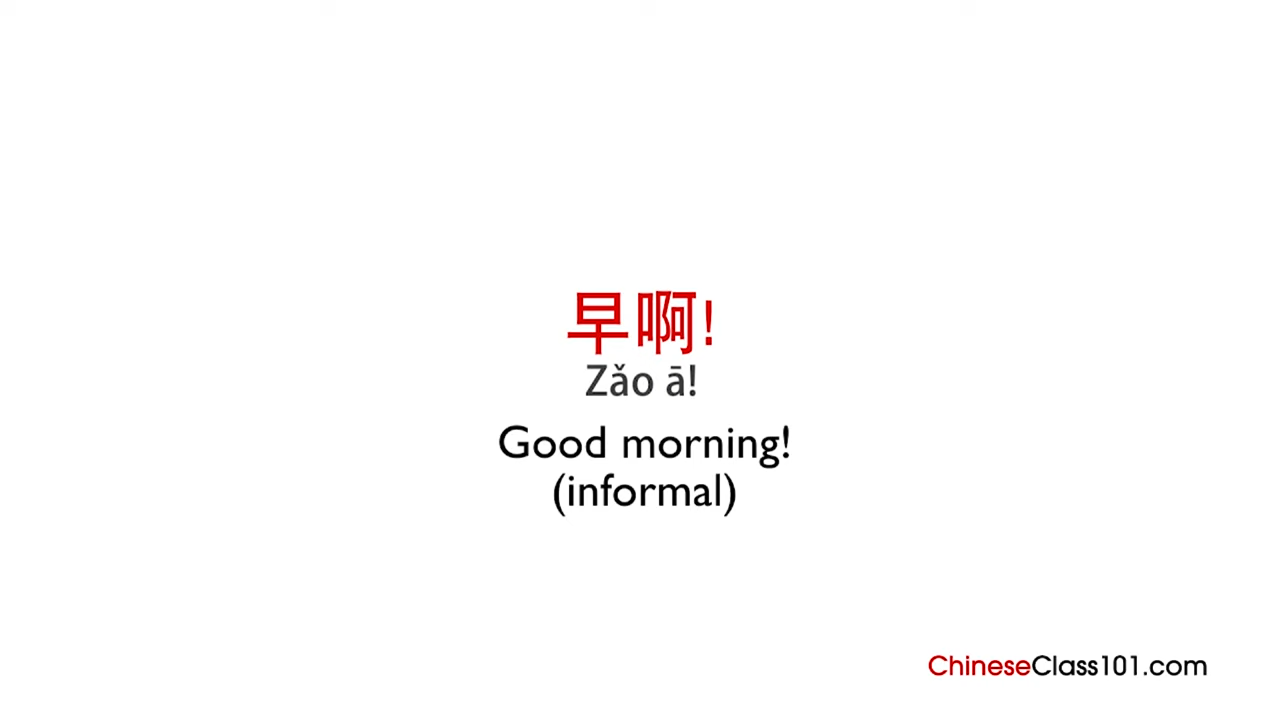 早啊!
Zǎo ā!
Good morning!
(informal)
ChineseClass101.com